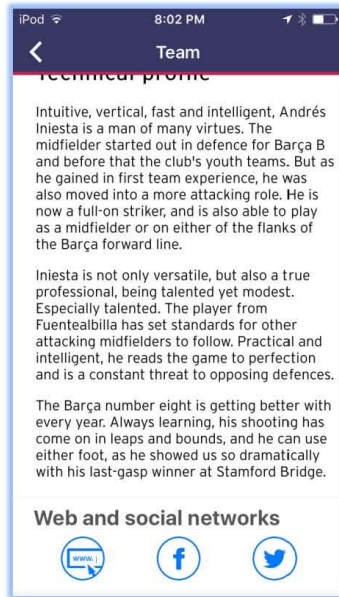 iPod 8:02 PM
Team
Technical profile
Intuitive, vertical, fast and intelligent, Andrés
Iniesta is a man of many virtues. The
midfielder started out in defence for Barça B
and before that the club's youth teams. But as
he gained in first team experience, he was
also moved into a more attacking role. He is
now a full-on striker, and is also able to play
as a midfielder or on either of the flanks of
the Barça forward line.
Iniesta is not only versatile, but also a true
professional, being talented yet modest.
Especially talented. The player from
Fuentealbilla has set standards for other
attacking midfielders to follow. Practical and
intelligent, he reads the game to perfection
and is a constant threat to opposing defences.
The Barça number eight is getting better with
every year. Always learning, his shooting has
come on in leaps and bounds, and he can use
either foot, as he showed us so dramatically
with his last-gasp winner at Stamford Bridge.
Web and social networks
www.
f